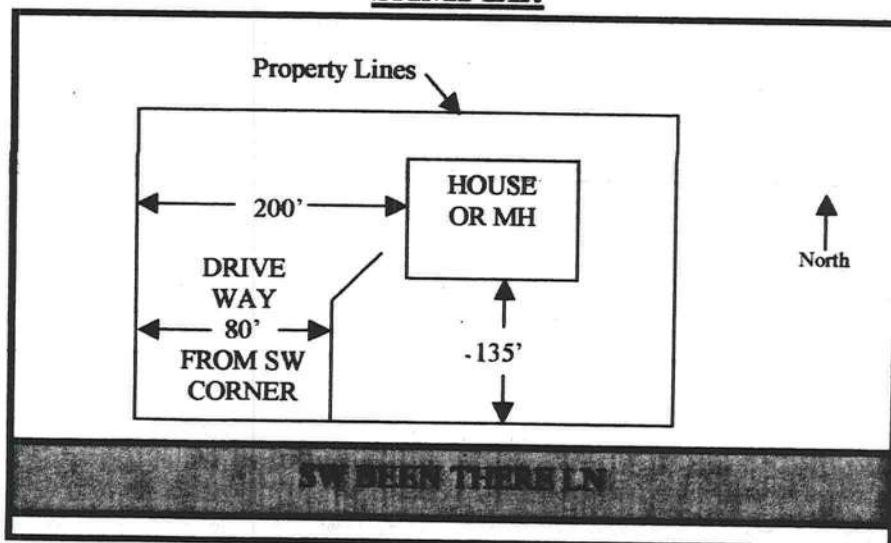 Property Lines
HOUSE
OR MH
200'
North
DRIVE
WAY
80'
FROM SW
CORNER
-135'
SW BEEN THERE LN